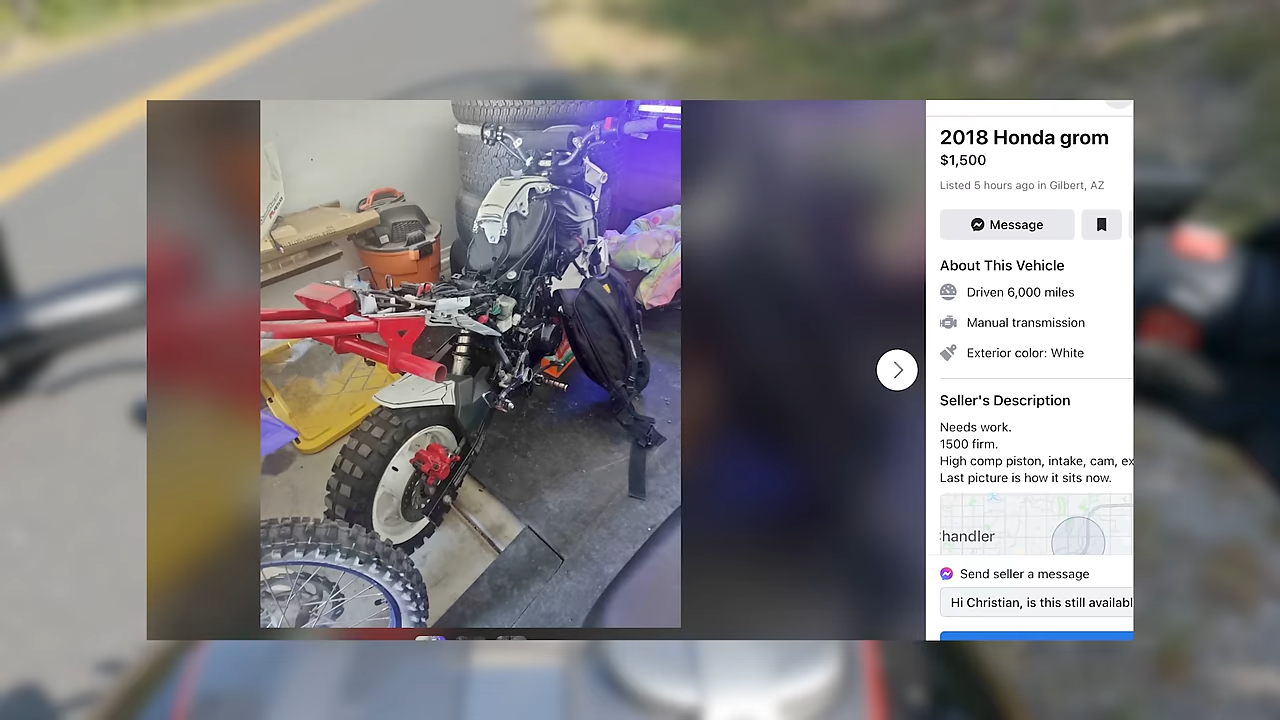 2018 Honda grom
$1,500
Listed 5 hours ago in Gilbert, AZ
Message
About This Vehicle
Driven 6,000 miles
Manual transmission
Exterior color: White
Seller's Description
Needs work.
1500 firm.
High comp piston, intake, cam, ex
Last picture is how it sits now.
handler
Send seller a message
Hi Christian, is this still availabl